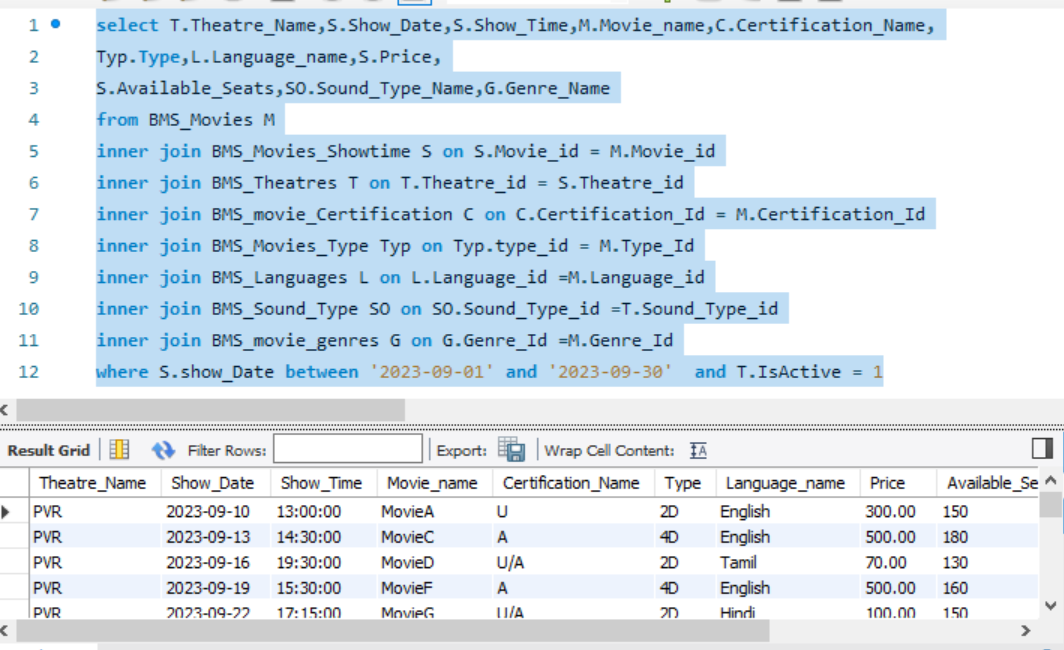 1 select T.Theatre_Name,S.Show_Date,S.Show_Time,M.Movie_name,C.Certification_Name,
2 Typ.Type,L.Language_name,S.Price,
3 S.Available_Seats,SO.Sound_Type_Name,G.Genre_Name
4 from BMS_Movies M
5 inner join BMS_Movies_Showtime S on S.Movie_id = M.Movie_id
6 inner join BMS_Theatres T on T.Theatre_id = S.Theatre_id
7 inner join BMS_movie_Certification C on C.Certification_Id = M.Certification_Id
8 inner join BMS_Movies_Type Typ on Typ.type_id = M.Type_Id
9 inner join BMS_Languages L on L.Language_id =M.Language_id
10 inner join BMS_Sound_Type SO on SO.Sound_Type_id =T.Sound_Type_id
11 inner join BMS_movie_genres G on G.Genre_Id =M.Genre_Id
12 where S.show_Date between '2023-09-01' and '2023-09-30'  and T.IsActive = 1
Result Grid Filter Rows: Export: Wrap Cell Content: IA
Theatre_Name Show_Date Show_Time Movie_name Certification_Name Type Language_name Price Available_Se
PVR 2023-09-10 13:00:00 MovieA U 2D English 300.00 150
PVR 2023-09-13 14:30:00 MovieC A 4D English 500.00 180
PVR 2023-09-16 19:30:00 MovieD U/A 2D Tamil 70.00 130
PVR 2023-09-19 15:30:00 MovieF A 4D English 500.00 160
PVR 2023-09-22 17:15:00 MovieG U/A 2D Hindi 100.00 150